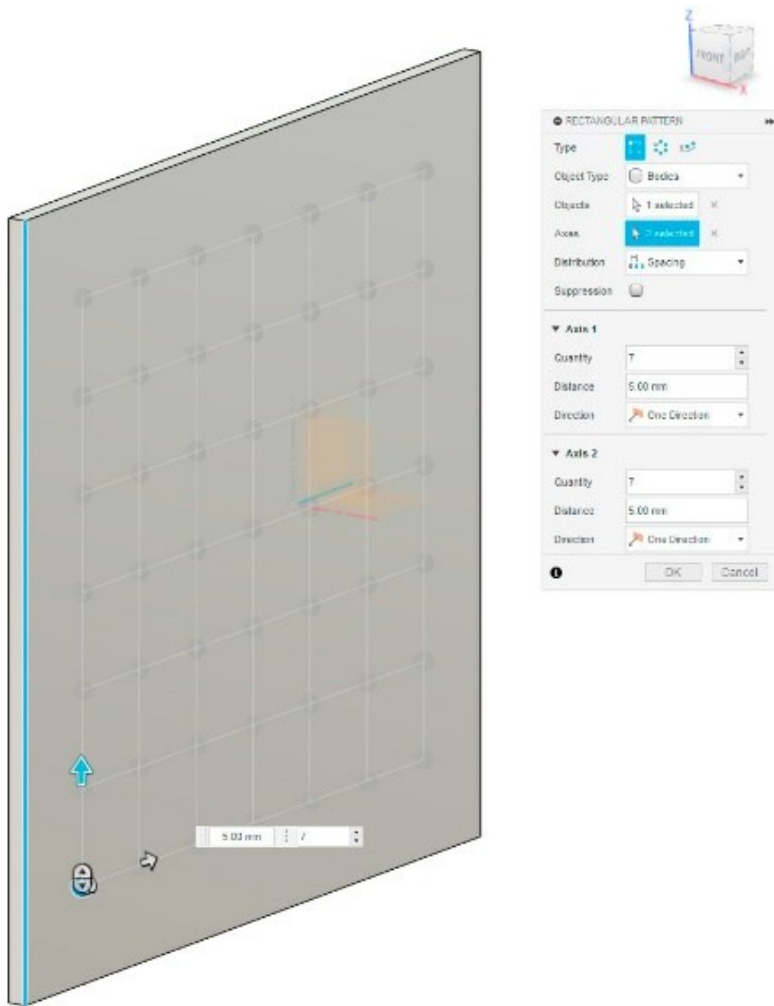 Z
FRONT
X
RECTANGULAR PATTERN
Type
Object Type Bodies
Objects 1 selected
Axes 2 selected
Distribution Spacing
Suppression
Axis 1
Quantity 7
Distance 5.00 mm
Direction One Direction
Axis 2
Quantity 7
Distance 5.00 mm
Direction One Direction
OK Cancel
5.00 mm 7